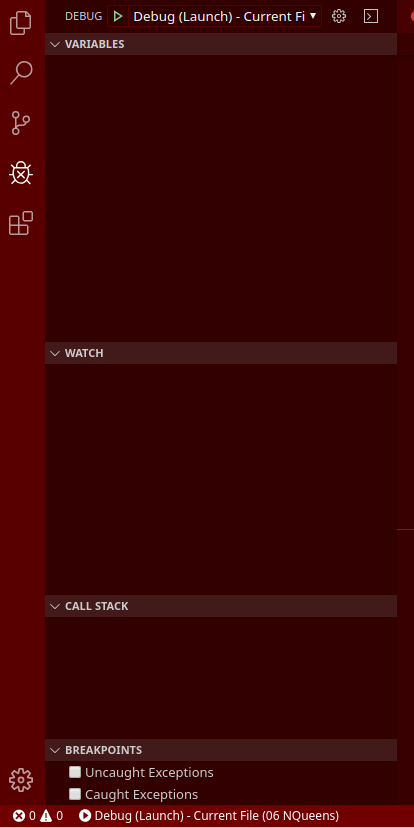 DEBUG Debug (Launch) - Current Fi
VARIABLES
WATCH
CALL STACK
BREAKPOINTS
Uncaught Exceptions
Caught Exceptions
0 0 Debug (Launch) - Current File (06 NQueens)